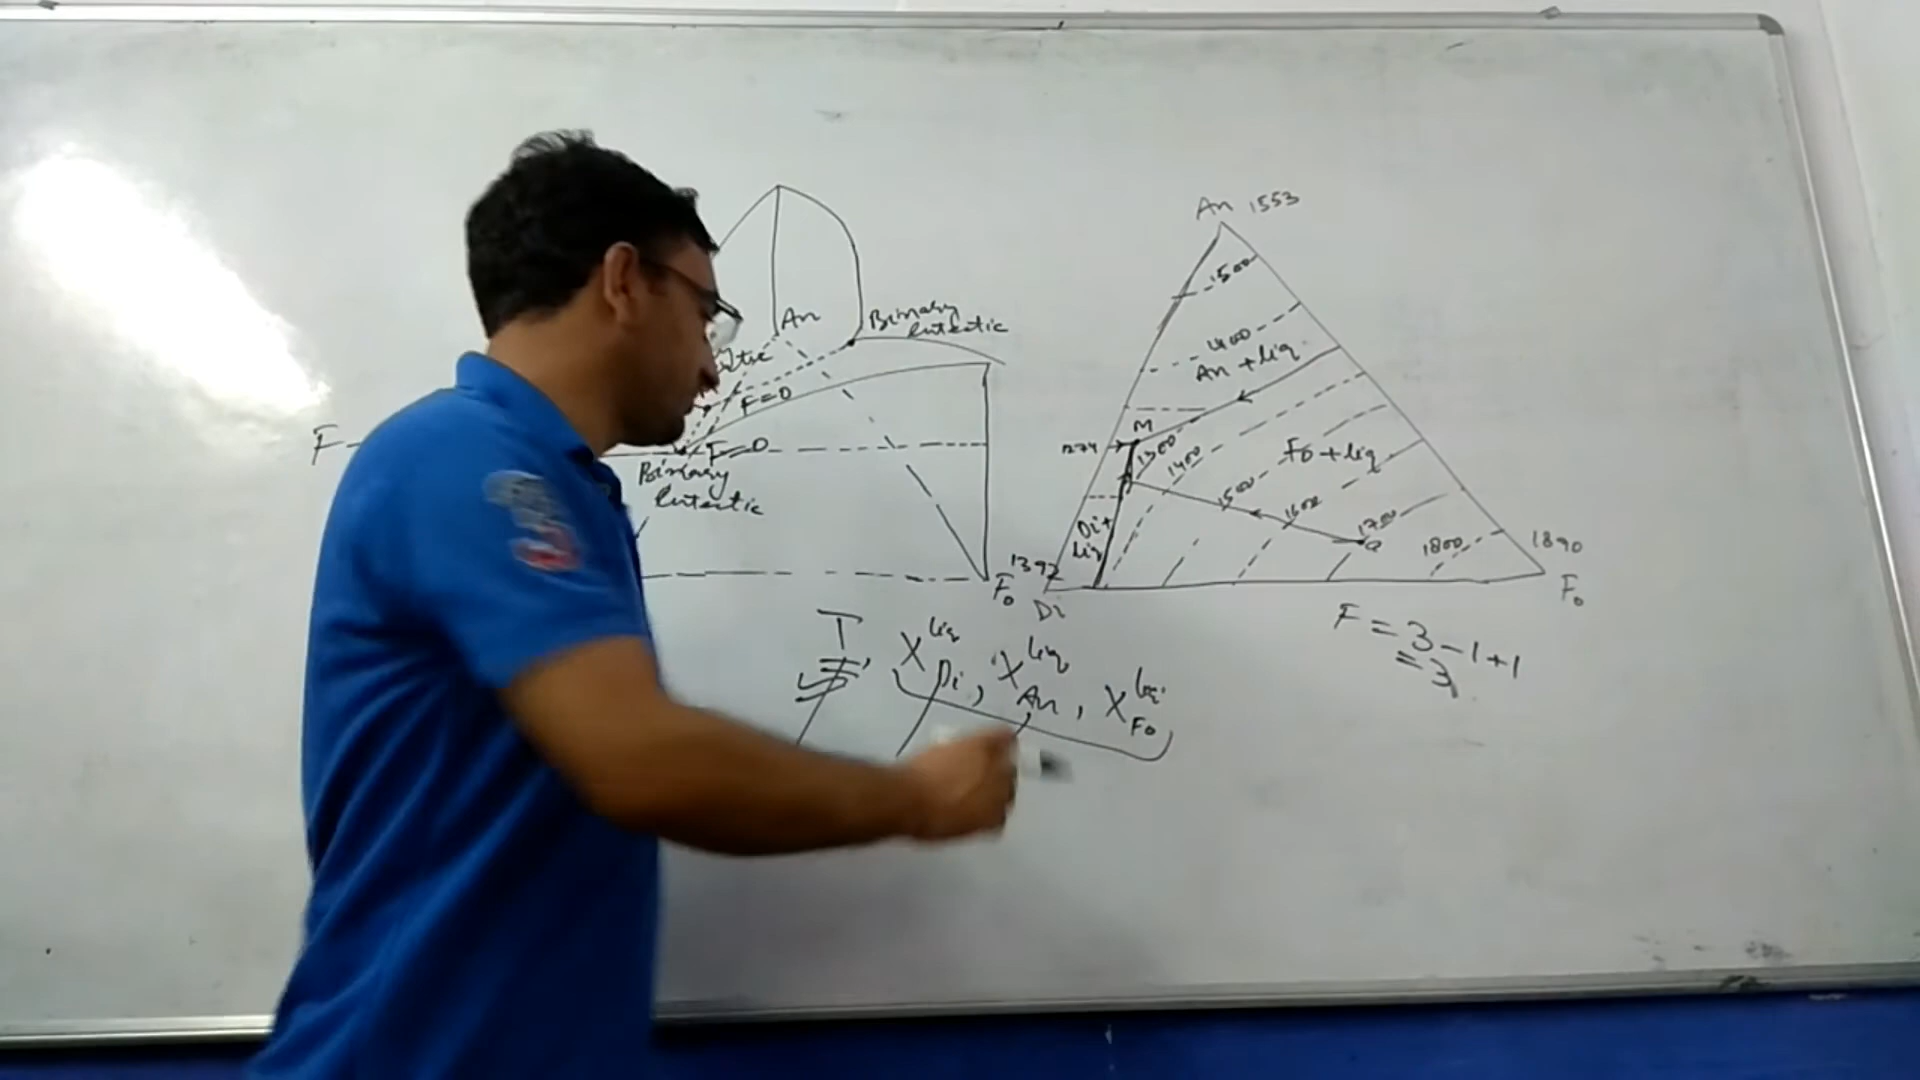 An
Binary
Eutectic
F=0
F
F=0
Binary
Eutectic
Fo
An 1553
1500
1400
An + liq
M
1274
1300
1400
Fo + liq
1500
1600
1700
a
1800
1890
Fo
Di +
liq
1392
Di
T, X liq Di, X liq An, X liq Fo
F = 3 - 1 + 1
= 3